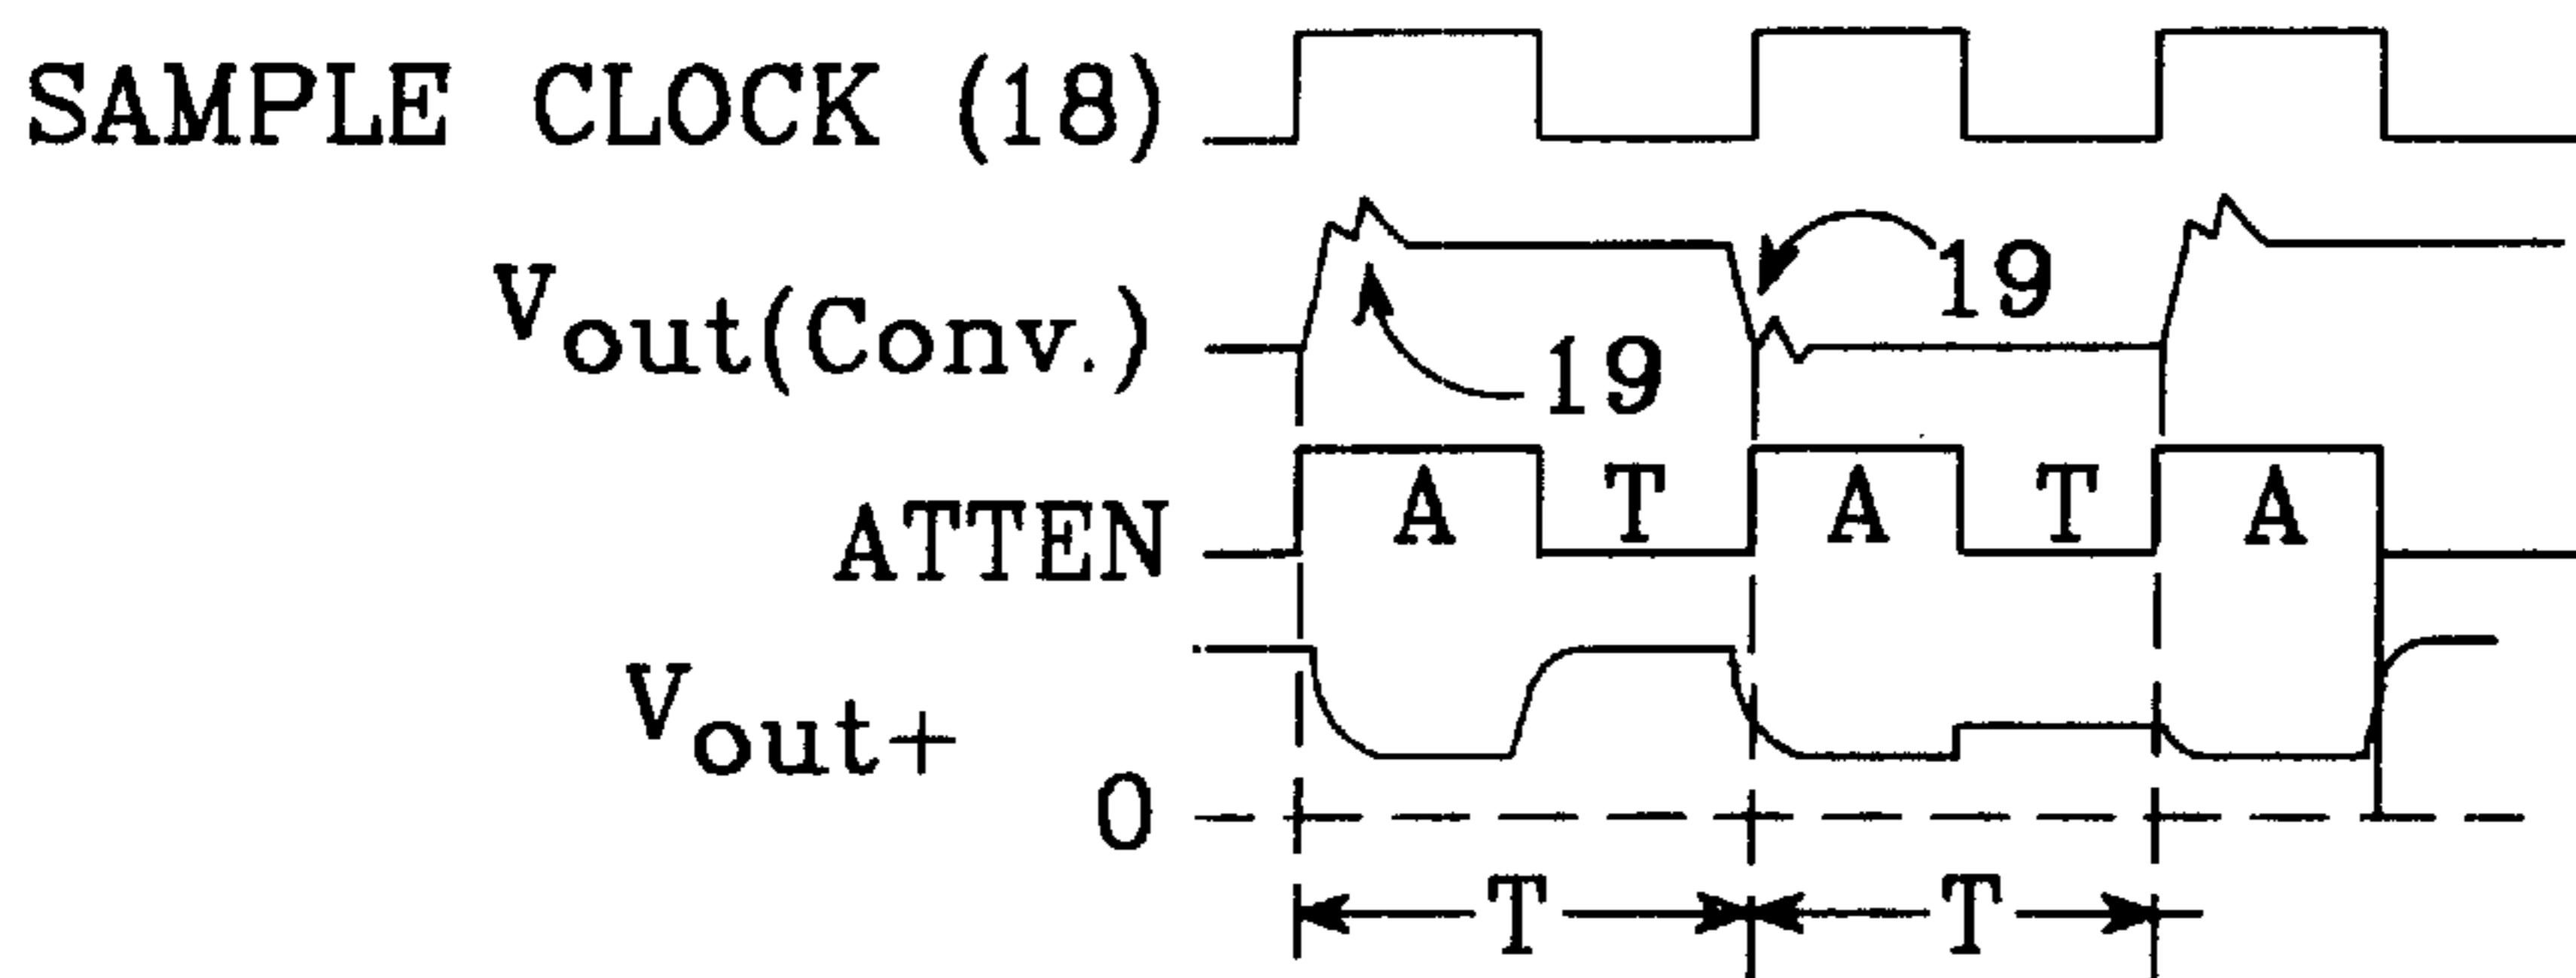 SAMPLE CLOCK (18)
Vout(Conv.)
19
19
ATTEN
A T A T A
Vout+
0
T T